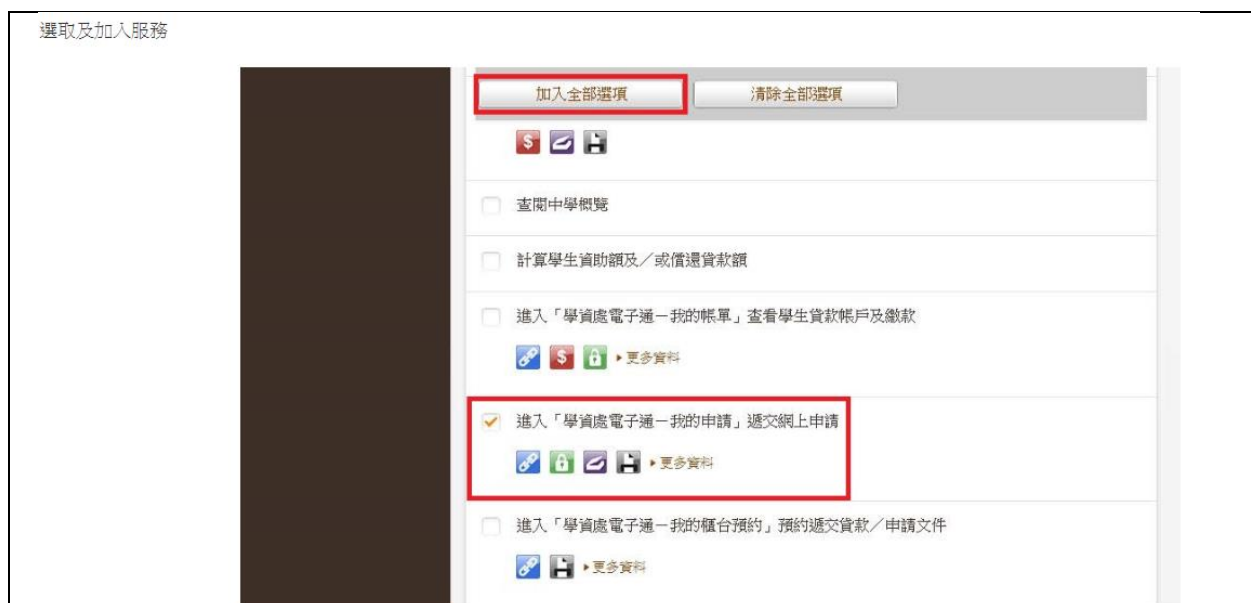 選取及加入服務
加入全部選項 清除全部選項
查閱中學概覽
計算學生資助額及／或償還貸款額
進入「學資處電子通－我的帳單」查看學生貸款帳戶及繳款
更多資料
進入「學資處電子通－我的申請」遞交網上申請
更多資料
進入「學資處電子通－我的櫃台預約」預約遞交貸款／申請文件
更多資料